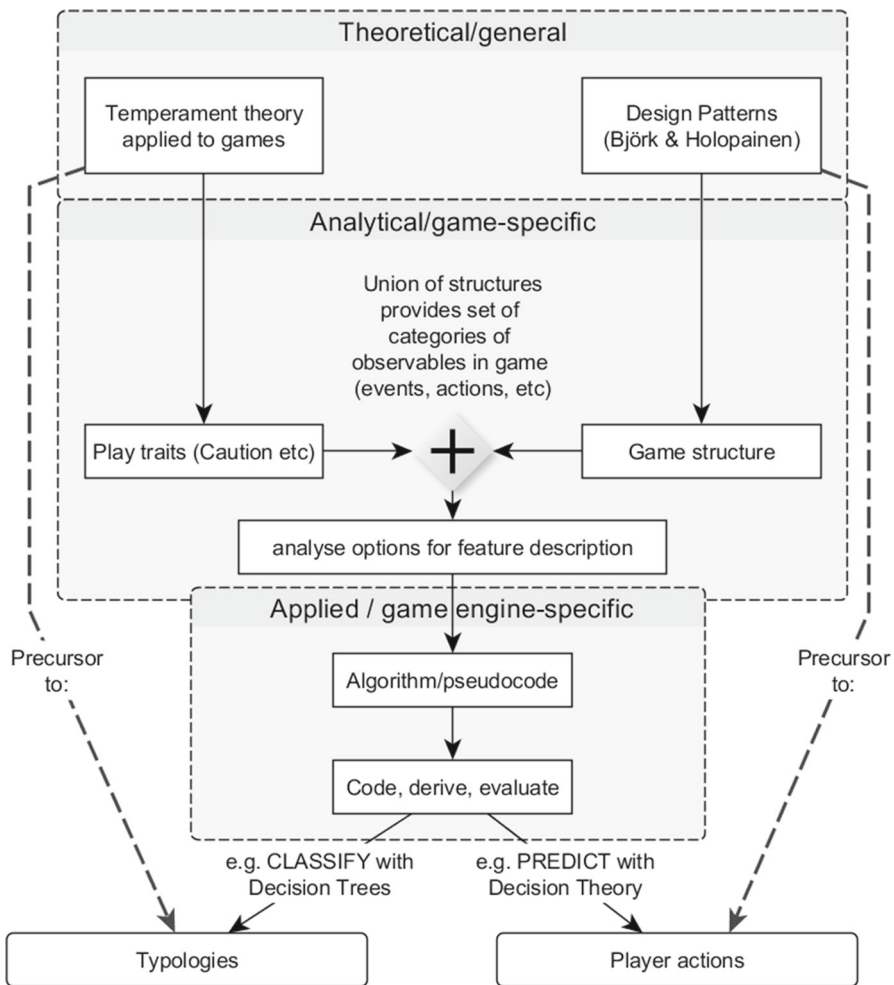 Theoretical/general
Temperament theory
applied to games
Design Patterns
(Björk & Holopainen)
Analytical/game-specific
Union of structures
provides set of
categories of
observables in game
(events, actions, etc)
Play traits (Caution etc)
+
Game structure
analyse options for feature description
Applied / game engine-specific
Precursor
to:
Algorithm/pseudocode
Precursor
to:
Code, derive, evaluate
e.g. CLASSIFY with
Decision Trees
e.g. PREDICT with
Decision Theory
Typologies
Player actions